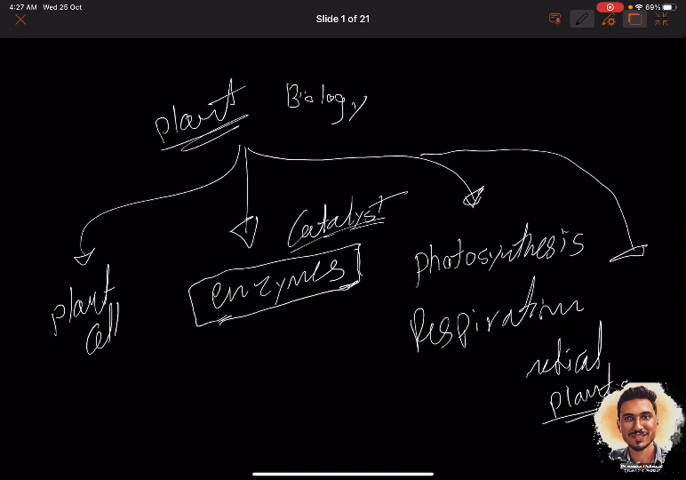 4:27 AM Wed 25 Oct
69%
Slide 1 of 21
Plant Biology
Catalyst
enzymes
Plant
cell
Photosynthesis
Respiration
plants